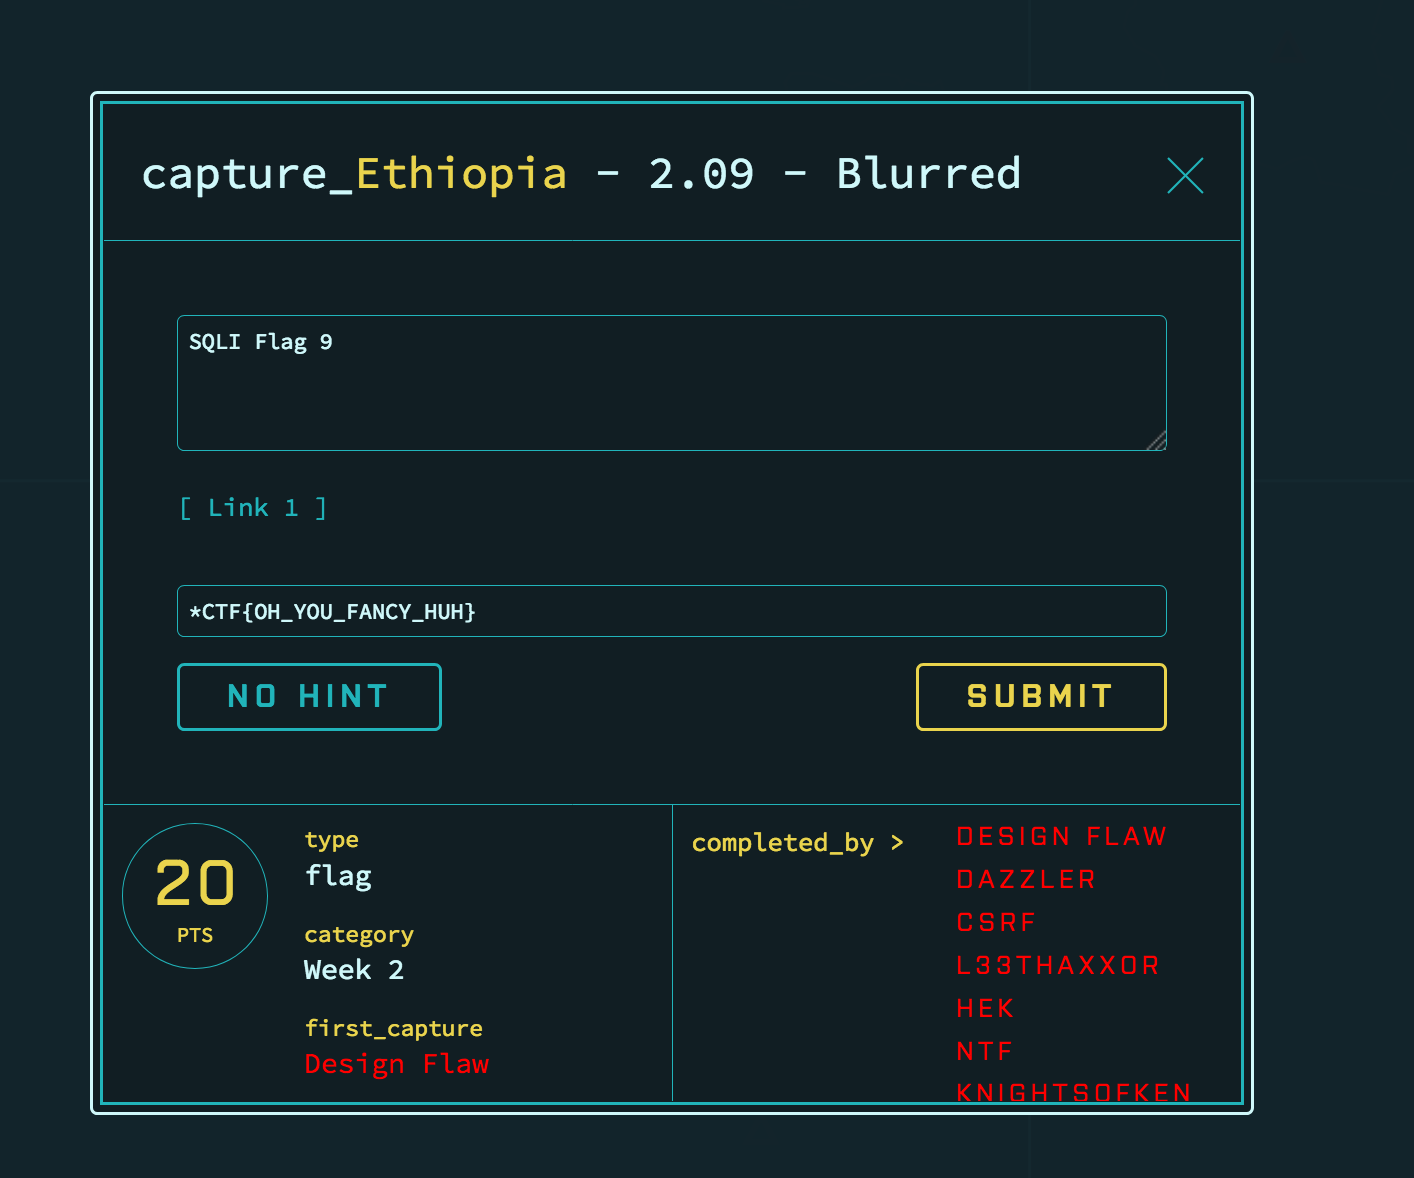 capture_Ethiopia - 2.09 - Blurred
SQLI Flag 9
[ Link 1 ]
*CTF{OH_YOU_FANCY_HUH}
NO HINT
SUBMIT
20
PTS
type
flag
category
Week 2
first_capture
Design Flaw
completed_by >
DESIGN FLAW
DAZZLER
CSRF
L33THAXXOR
HEK
NTF
KNIGHTSOFKEN